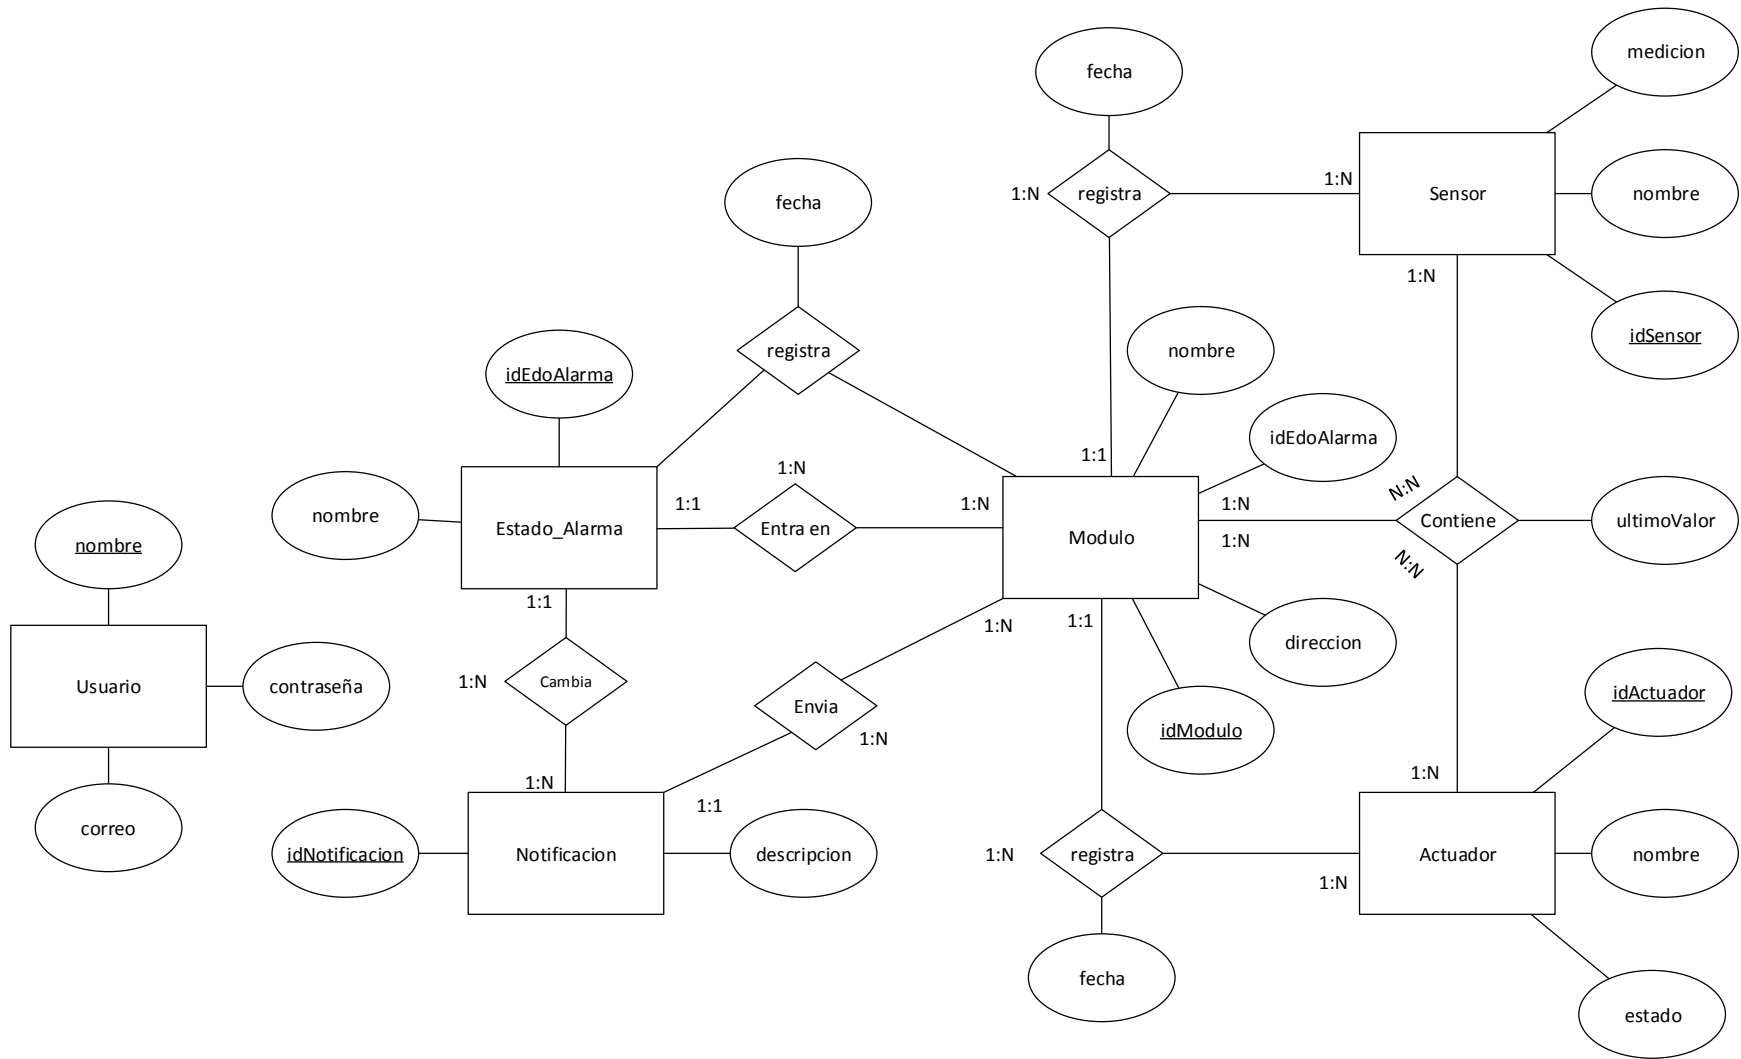 medicion
fecha
1:N
registra
1:N
Sensor
nombre
fecha
1:N
idSensor
registra
nombre
idEdoAlarma
idEdoAlarma
1:1
1:N
nombre
Estado_Alarma
1:1
Entra en
1:N
Modulo
1:N
1:N
N:N
N:N
Contiene
ultimoValor
nombre
1:1
1:N
1:1
direccion
Usuario
contraseña
1:N
Cambia
Envia
1:N
idModulo
idActuador
correo
1:N
1:1
1:N
idNotificacion
Notificacion
descripcion
1:N
registra
1:N
Actuador
nombre
fecha
estado